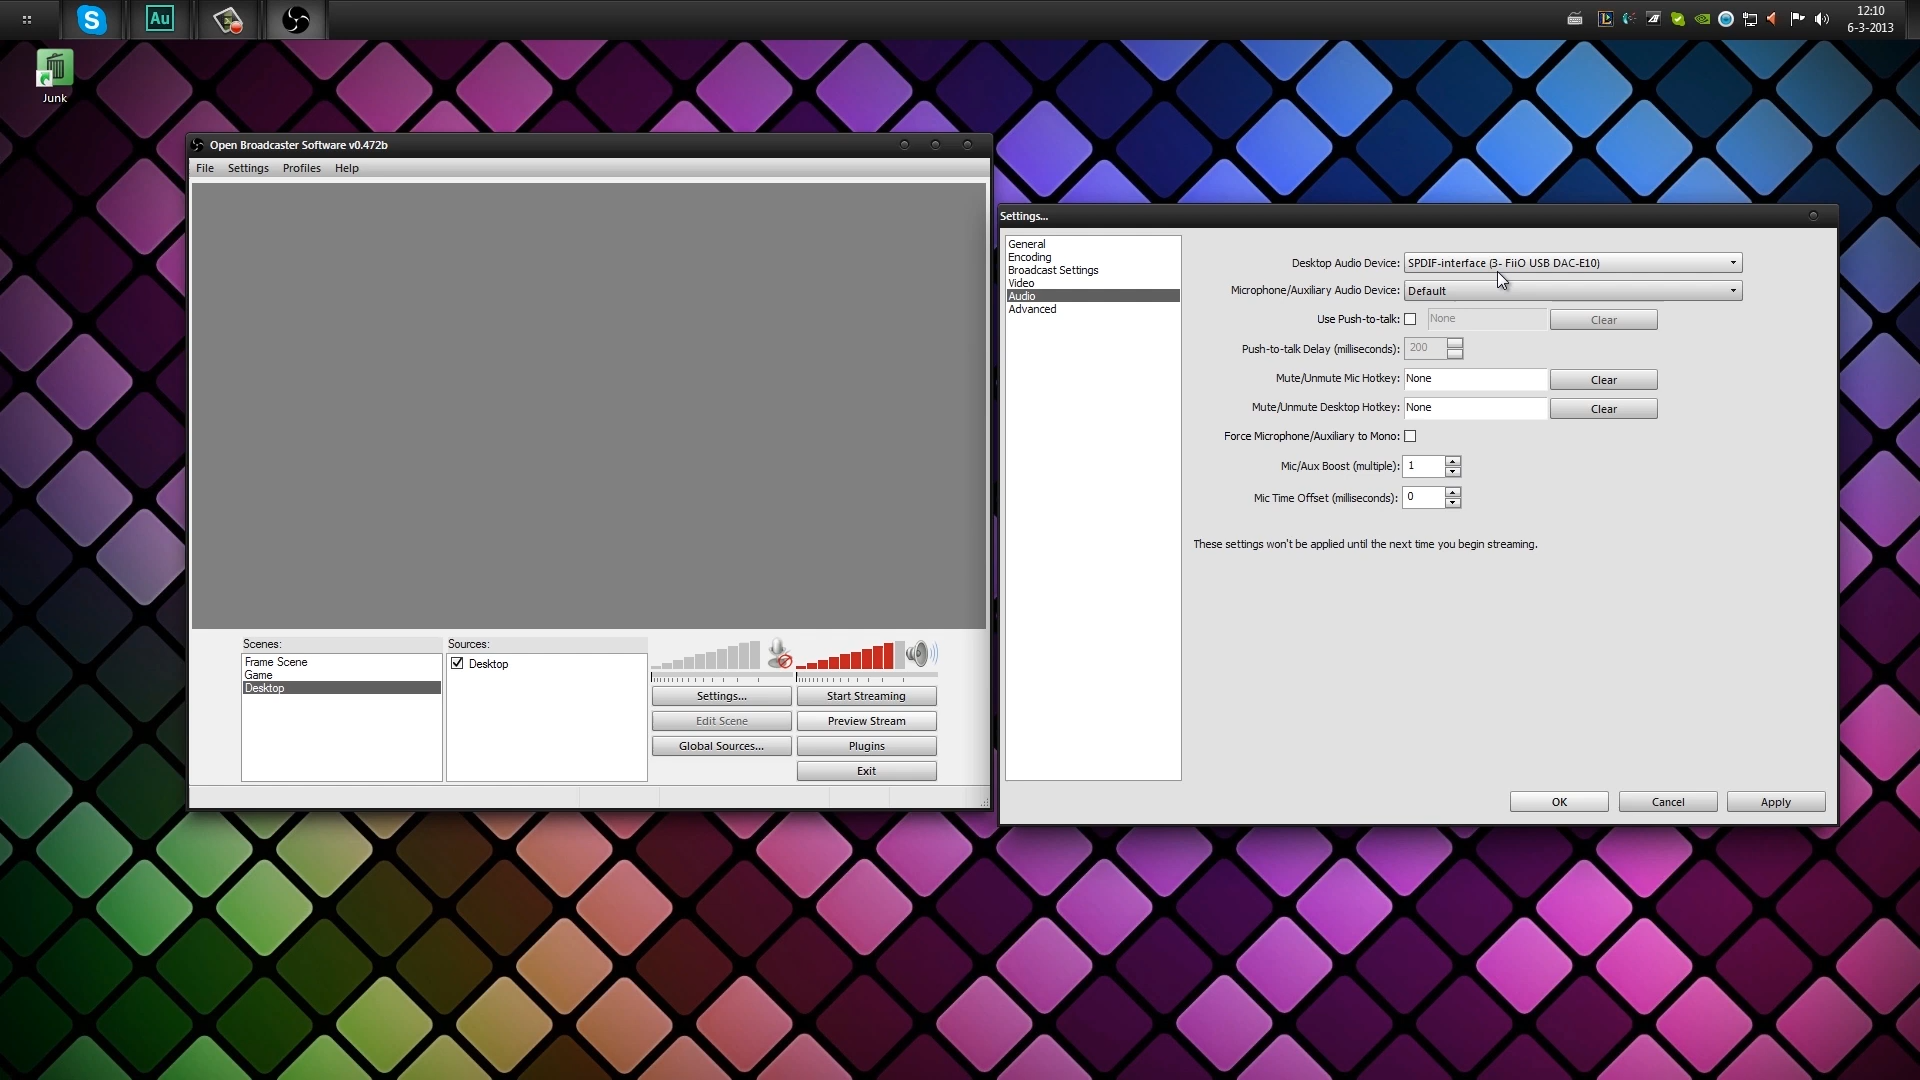 12:10
6-3-2013
Au
Junk
Open Broadcaster Software v0.472b
File Settings Profiles Help
Settings...
General
Encoding
Broadcast Settings
Video
Audio
Advanced
Desktop Audio Device: SPDIF-interface (3- FiiO USB DAC-E10)
Microphone/Auxiliary Audio Device: Default
Use Push-to-talk: None Clear
Push-to-talk Delay (milliseconds): 200
Mute/Unmute Mic Hotkey: None Clear
Mute/Unmute Desktop Hotkey: None Clear
Force Microphone/Auxiliary to Mono:
Mic/Aux Boost (multiple): 1
Mic Time Offset (milliseconds): 0
These settings won't be applied until the next time you begin streaming.
OK Cancel Apply
Scenes:
Frame Scene
Game
Desktop
Sources:
Desktop
Settings... Start Streaming
Edit Scene Preview Stream
Global Sources... Plugins
Exit